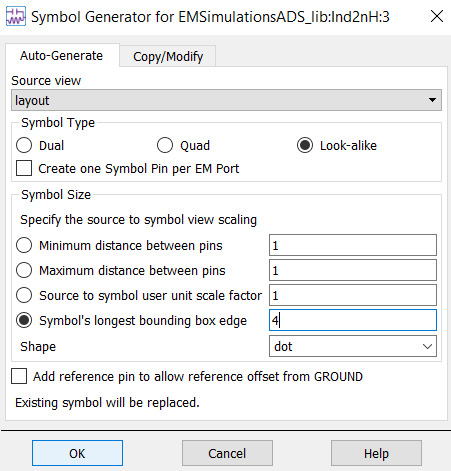 Symbol Generator for EMSimulationsADS_lib:Ind2nH:3
Auto-Generate Copy/Modify
Source view
layout
Symbol Type
Dual Quad Look-alike
Create one Symbol Pin per EM Port
Symbol Size
Specify the source to symbol view scaling
Minimum distance between pins 1
Maximum distance between pins 1
Source to symbol user unit scale factor 1
Symbol's longest bounding box edge 4
Shape dot
Add reference pin to allow reference offset from GROUND
Existing symbol will be replaced.
OK Cancel Help